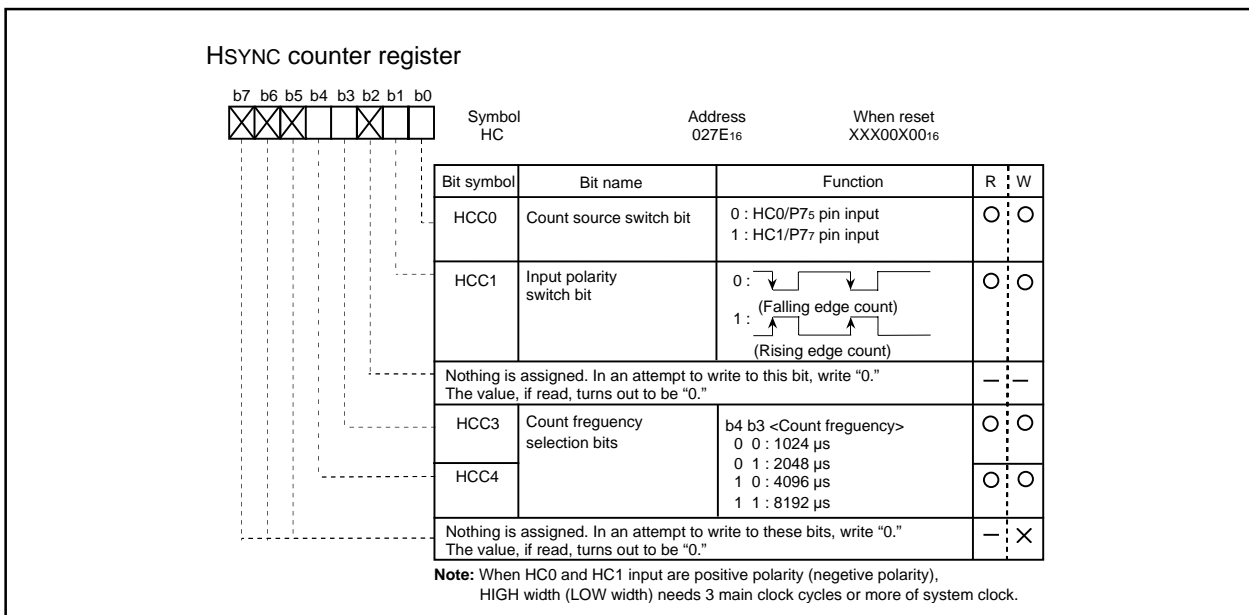 HSYNC counter register
b7 b6 b5 b4 b3 b2 b1 b0
Symbol Address When reset
HC 027E16 XXX00X0016
Bit symbol Bit name Function R W
HCC0 Count source switch bit 0 : HC0/P75 pin input
1 : HC1/P77 pin input
HCC1 Input polarity
switch bit
0 :
(Falling edge count)
1 :
(Rising edge count)
Nothing is assigned. In an attempt to write to this bit, write “0.”
The value, if read, turns out to be “0.”
HCC3 Count freguency
selection bits
HCC4
b4 b3 <Count freguency>
0 0 : 1024 µs
0 1 : 2048 µs
1 0 : 4096 µs
1 1 : 8192 µs
Nothing is assigned. In an attempt to write to these bits, write “0.”
The value, if read, turns out to be “0.”
Note: When HC0 and HC1 input are positive polarity (negetive polarity),
HIGH width (LOW width) needs 3 main clock cycles or more of system clock.